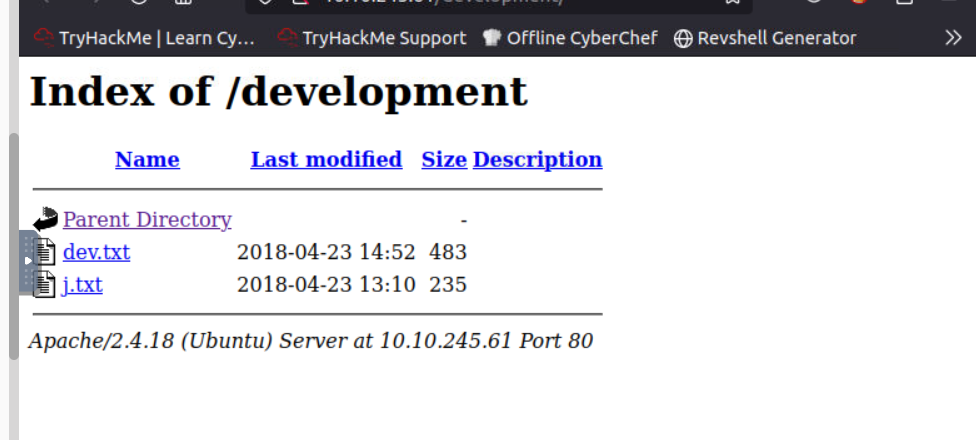 TryHackMe | Learn Cy... TryHackMe Support Offline CyberChef Revshell Generator
Index of /development
Name Last modified Size Description
Parent Directory -
dev.txt 2018-04-23 14:52 483
j.txt 2018-04-23 13:10 235
Apache/2.4.18 (Ubuntu) Server at 10.10.245.61 Port 80